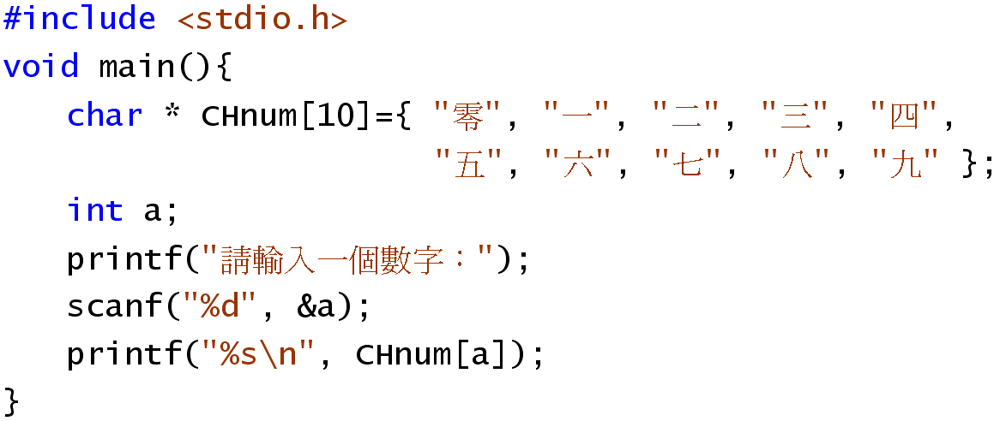 #include <stdio.h>
void main(){
char * CHnum[10]={ "零", "一", "二", "三", "四",
"五", "六", "七", "八", "九" };
int a;
printf("請輸入一個數字：");
scanf("%d", &a);
printf("%s\n", CHnum[a]);
}